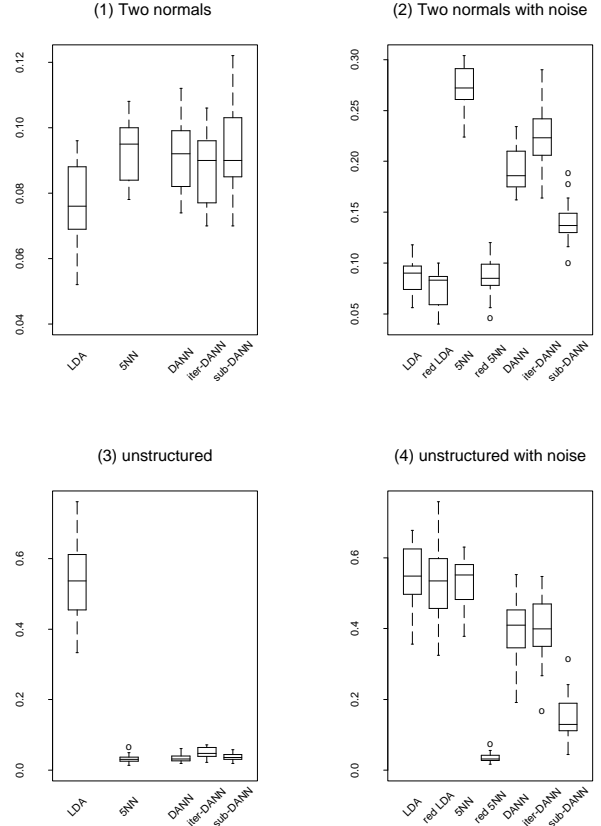 (1) Two normals
0.04
0.06
0.08
0.10
0.12
LDA
5NN
DANN
iter-DANN
sub-DANN
(2) Two normals with noise
0.05
0.10
0.15
0.20
0.25
0.30
LDA
red LDA
5NN
red 5NN
DANN
iter-DANN
sub-DANN
(3) unstructured
0.0
0.2
0.4
0.6
LDA
5NN
DANN
iter-DANN
sub-DANN
(4) unstructured with noise
0.0
0.2
0.4
0.6
LDA
red LDA
5NN
red 5NN
DANN
iter-DANN
sub-DANN